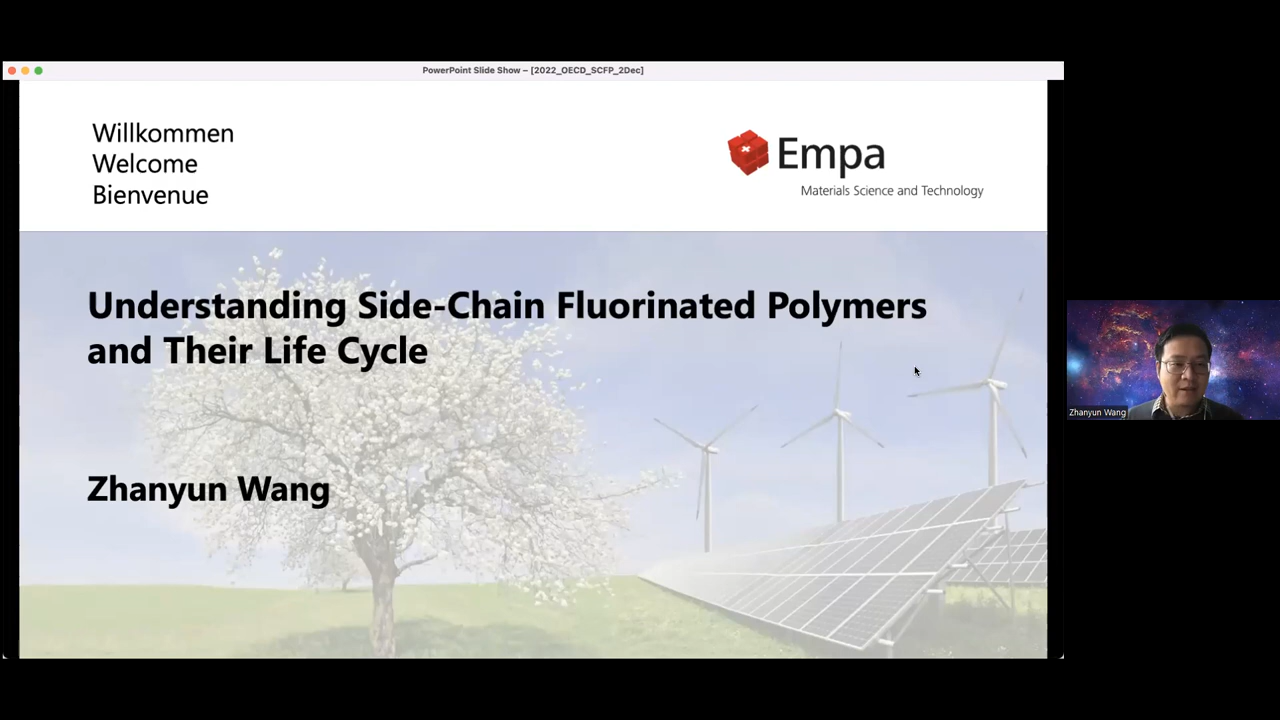 PowerPoint Slide Show – [2022_OECD_SCFP_2Dec]
Willkommen
Welcome
Bienvenue
Empa
Materials Science and Technology
Understanding Side-Chain Fluorinated Polymers
and Their Life Cycle
Zhanyun Wang
Zhanyun Wang